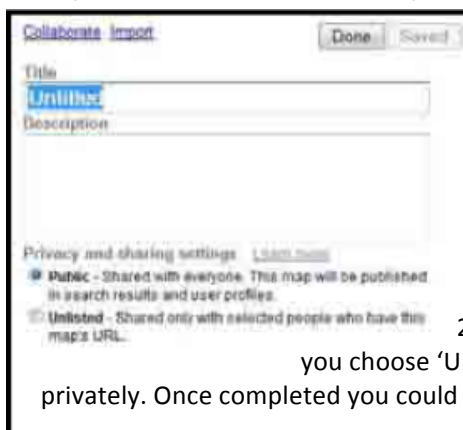 Collaborate Import Done Saved
Title
Untitled
Description
Privacy and sharing settings Learn more
Public - Shared with everyone. This map will be published
in search results and user profiles.
Unlisted - Shared only with selected people who have this
map's URL.
2
you choose ‘U
privately. Once completed you could